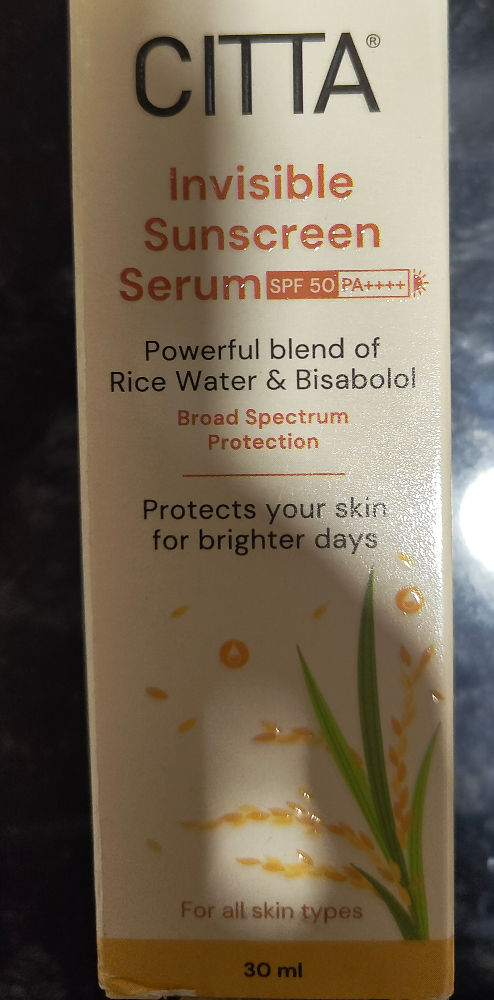 CITTA®
Invisible
Sunscreen
Serum SPF 50 PA++++
Powerful blend of
Rice Water & Bisabolol
Broad Spectrum
Protection
Protects your skin
for brighter days
For all skin types
30 ml